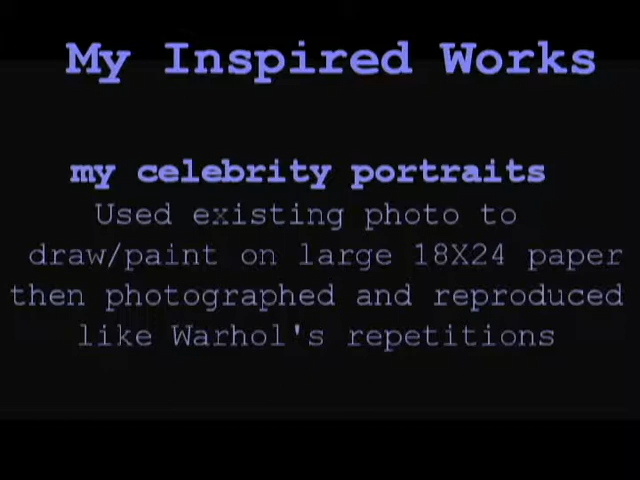 My Inspired Works
my celebrity portraits
Used existing photo to
draw/paint on large 18X24 paper
then photographed and reproduced
like Warhol's repetitions